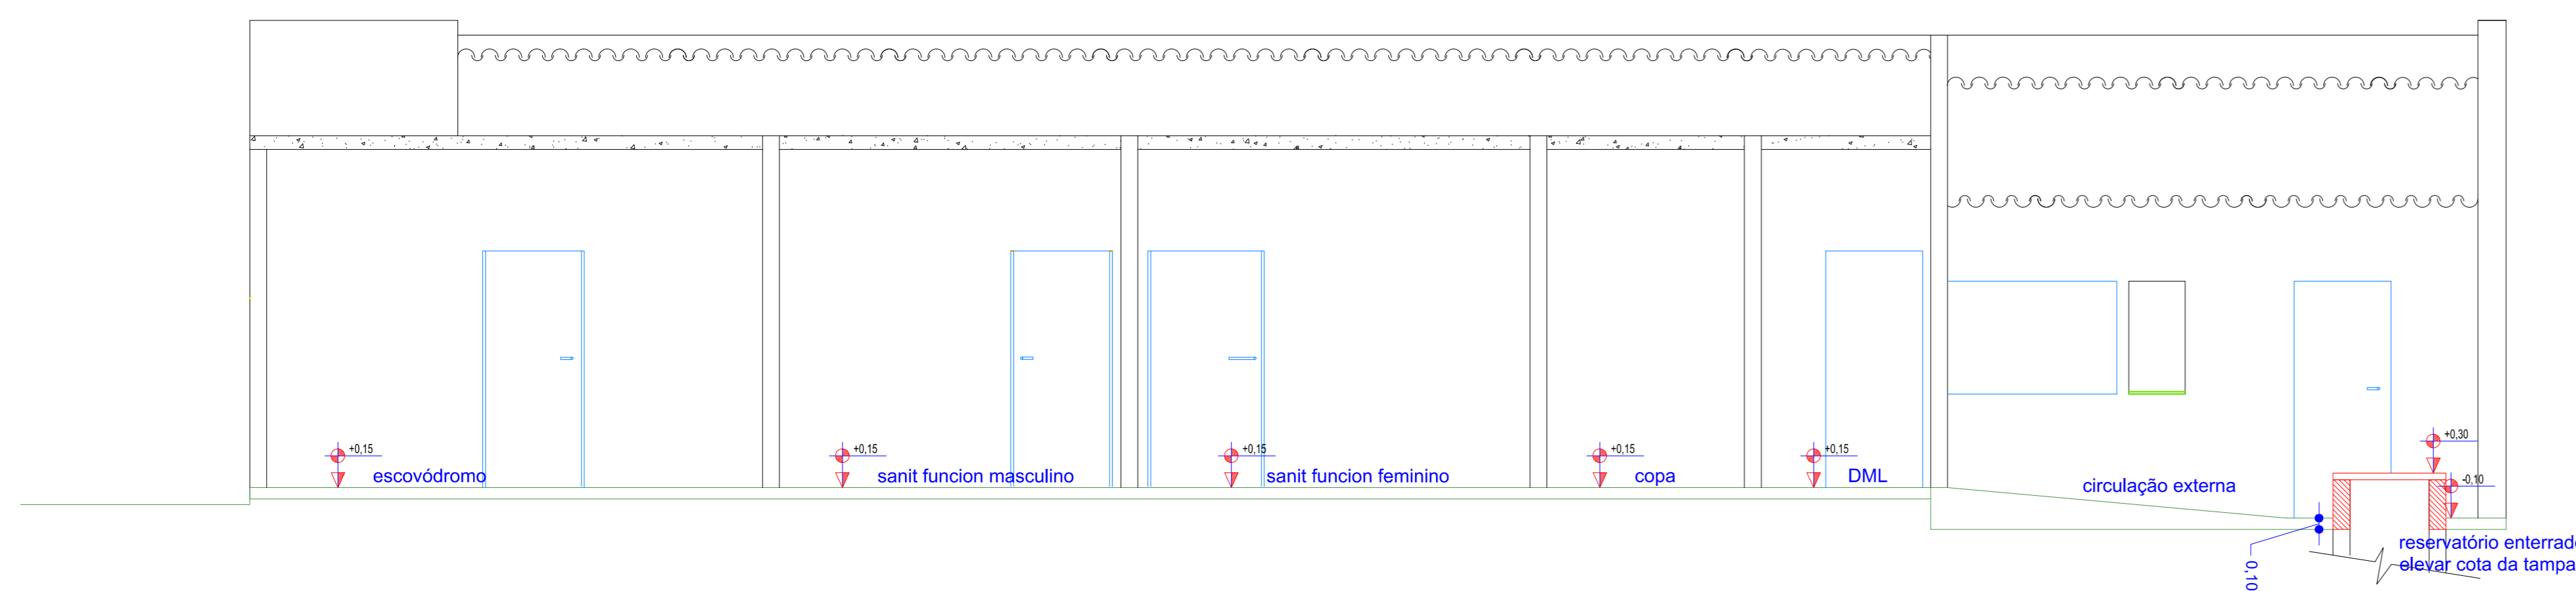 +0,15
escovódromo
+0,15
sanit funcion masculino
+0,15
sanit funcion feminino
+0,15
copa
+0,15
DML
circulação externa
+0,30
-0,10
0,10
reservatório enterrado
elevar cota da tampa